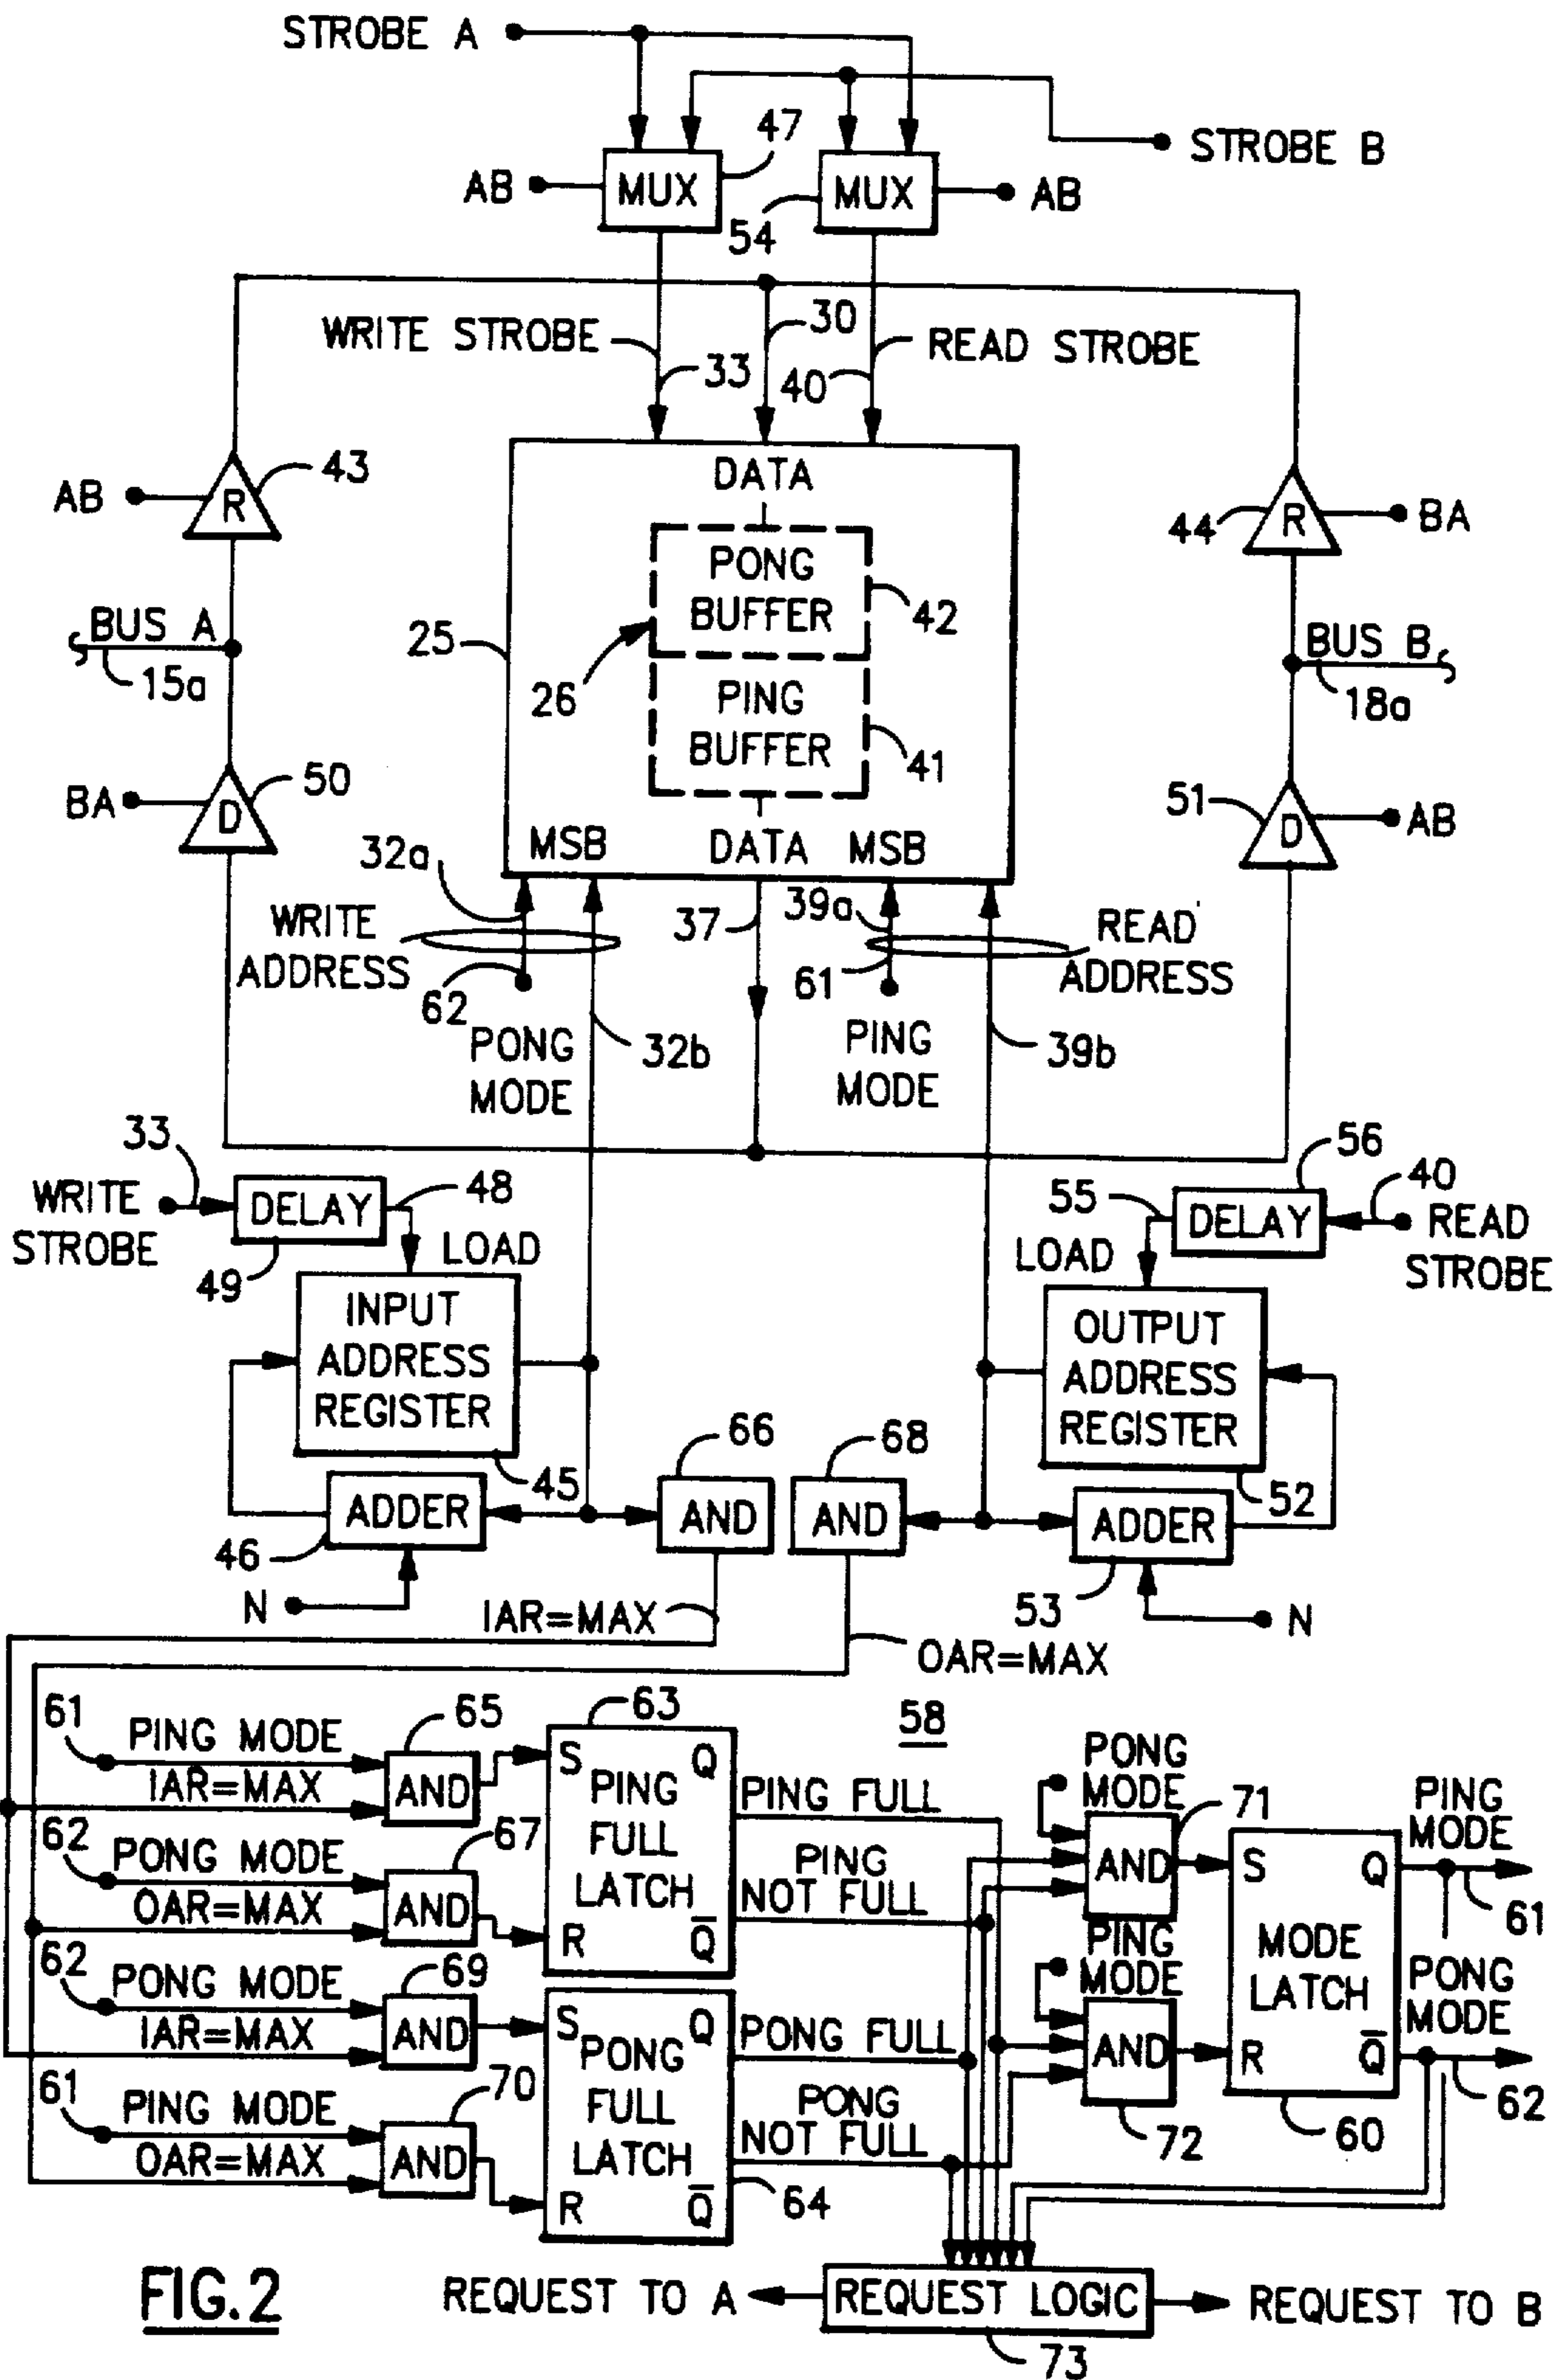 STROBE A
47
STROBE B
AB
MUX
MUX
AB
54
WRITE STROBE
30
READ STROBE
33
40
43
DATA
AB
R
44
R
BA
PONG
BUFFER
42
BUS A
25
BUS B
15a
26
PING
BUFFER
18a
41
50
BA
D
51
D
AB
MSB
DATA
MSB
32a
WRITE
ADDRESS
37
39a
READ
ADDRESS
62
61
PONG
MODE
32b
PING
MODE
39b
33
56
WRITE
STROBE
DELAY
48
55
DELAY
40
READ
STROBE
49
LOAD
LOAD
INPUT
ADDRESS
REGISTER
OUTPUT
ADDRESS
REGISTER
66
68
45
52
ADDER
AND
AND
ADDER
46
53
N
IAR=MAX
OAR=MAX
N
61
PING MODE
65
63
58
IAR=MAX
AND
S
Q
PING
FULL
LATCH
PING FULL
PONG
MODE
71
PING
MODE
62
PONG MODE
67
OAR=MAX
AND
R
Q
PING
NOT FULL
AND
S
Q
61
62
PONG MODE
69
PING
MODE
MODE
LATCH
PONG
MODE
IAR=MAX
AND
S
Q
PONG
FULL
LATCH
PONG FULL
AND
R
Q
62
61
PING MODE
70
PONG
NOT FULL
72
60
OAR=MAX
AND
R
Q
64
FIG.2
REQUEST TO A
REQUEST LOGIC
REQUEST TO B
73